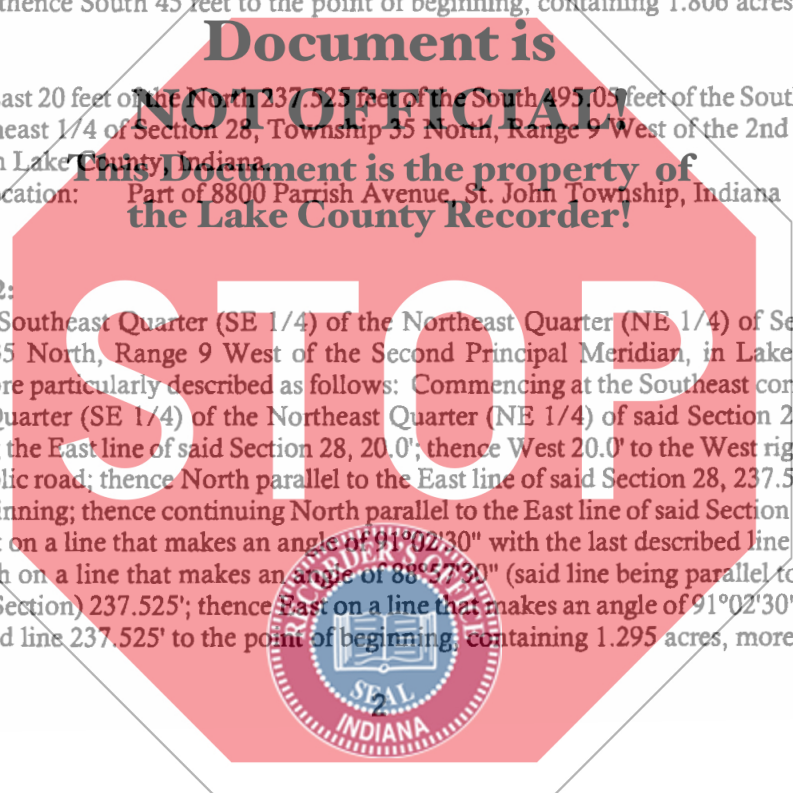 thence South 45 feet to the point of beginning, containing 1.806 acres
Document is
ast 20 feet of the North 237.525 feet of the South 495.05 feet of the Sout
NOT OFFICIAL!
east 1/4 of Section 28, Township 35 North, Range 9 West of the 2nd
n Lake County, Indiana.
This Document is the property of
cation: Part of 8800 Parrish Avenue, St. John Township, Indiana
the Lake County Recorder!
2:
STOP
Southeast Quarter (SE 1/4) of the Northeast Quarter (NE 1/4) of Se
35 North, Range 9 West of the Second Principal Meridian, in Lake
re particularly described as follows: Commencing at the Southeast cor
Quarter (SE 1/4) of the Northeast Quarter (NE 1/4) of said Section 2
the East line of said Section 28, 20.0'; thence West 20.0' to the West rig
lic road; thence North parallel to the East line of said Section 28, 237.5
inning; thence continuing North parallel to the East line of said Section
on a line that makes an angle of 91°02'30" with the last described line
h on a line that makes an angle of 88°57'30" (said line being parallel to
Section) 237.525'; thence East on a line that makes an angle of 91°02'30"
d line 237.525' to the point of beginning, containing 1.295 acres, more
RECORDER'S OFFICE
SEAL
2
INDIANA